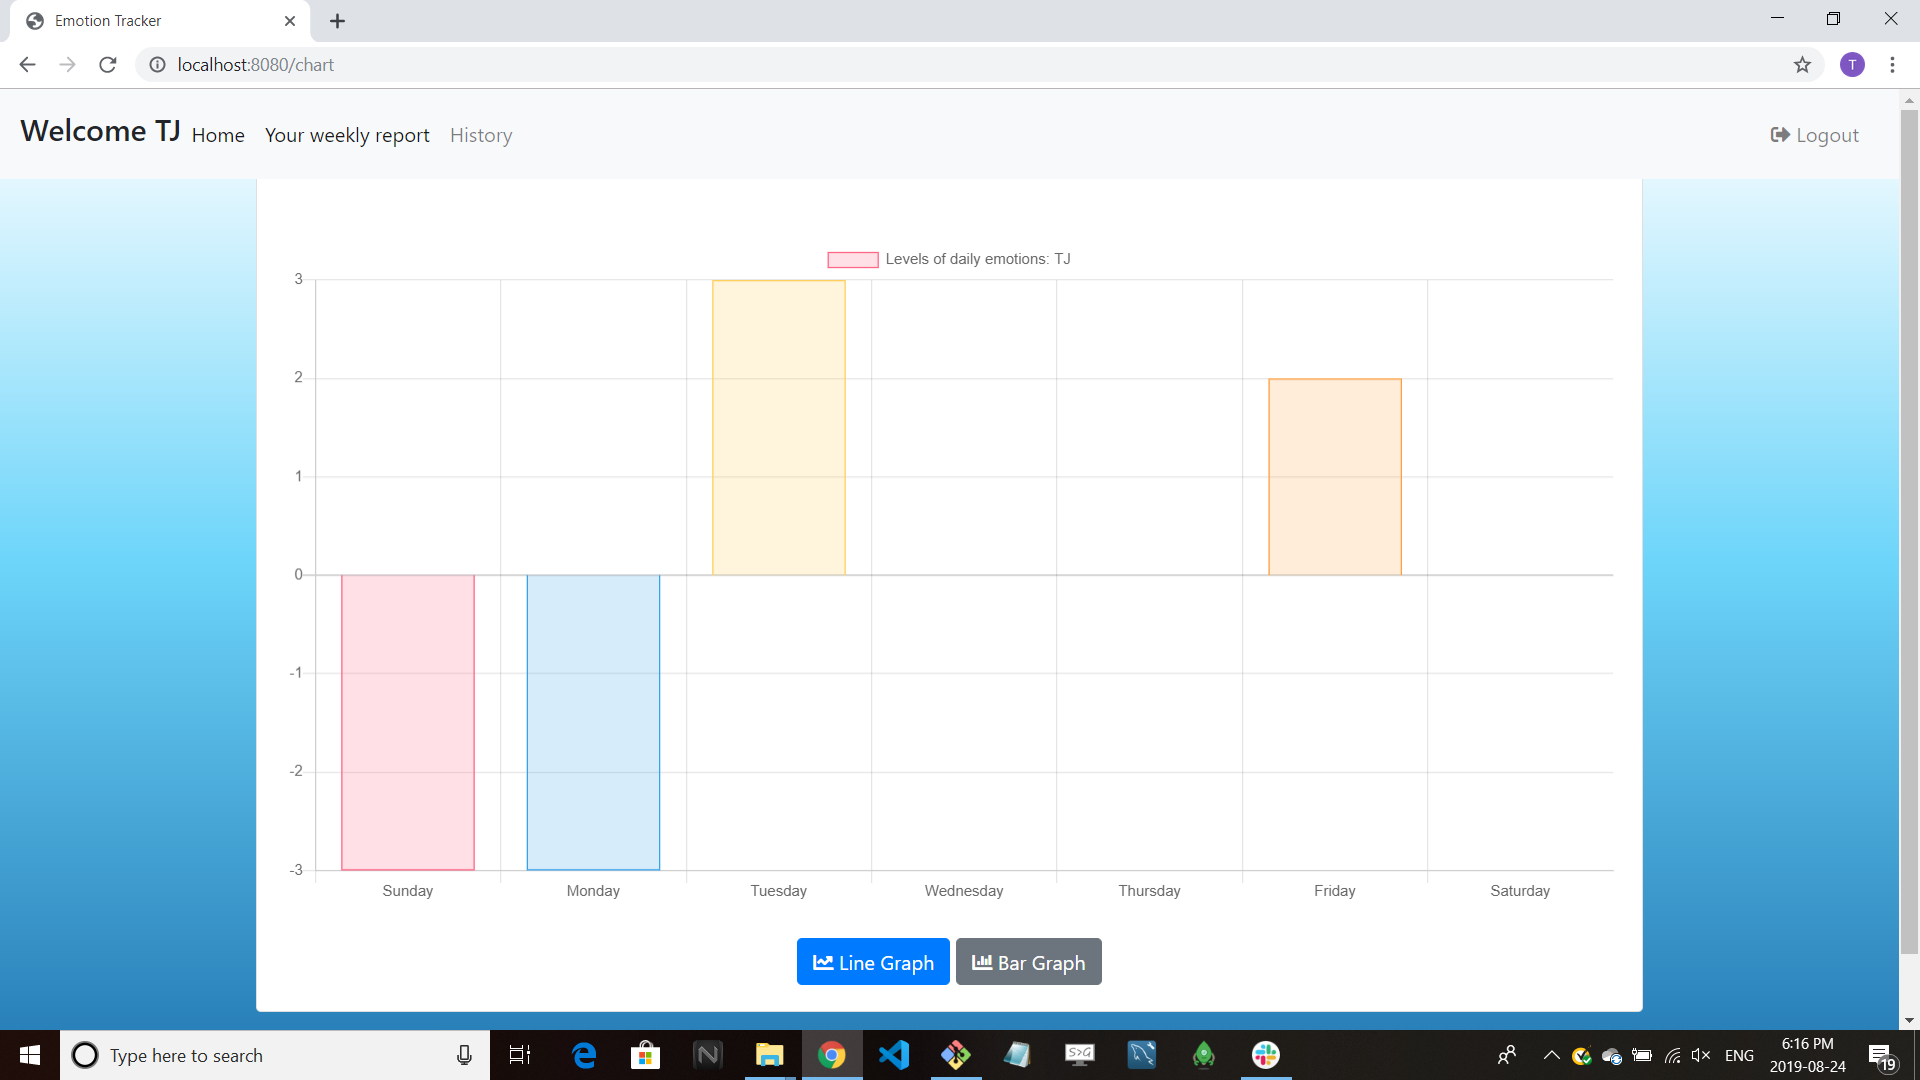 Emotion Tracker
localhost:8080/chart
T
Welcome TJ Home Your weekly report History Logout
Levels of daily emotions: TJ
3
2
1
0
-1
-2
-3
Sunday Monday Tuesday Wednesday Thursday Friday Saturday
Line Graph Bar Graph
Type here to search
N
S>G
ENG
6:16 PM
2019-08-24
19